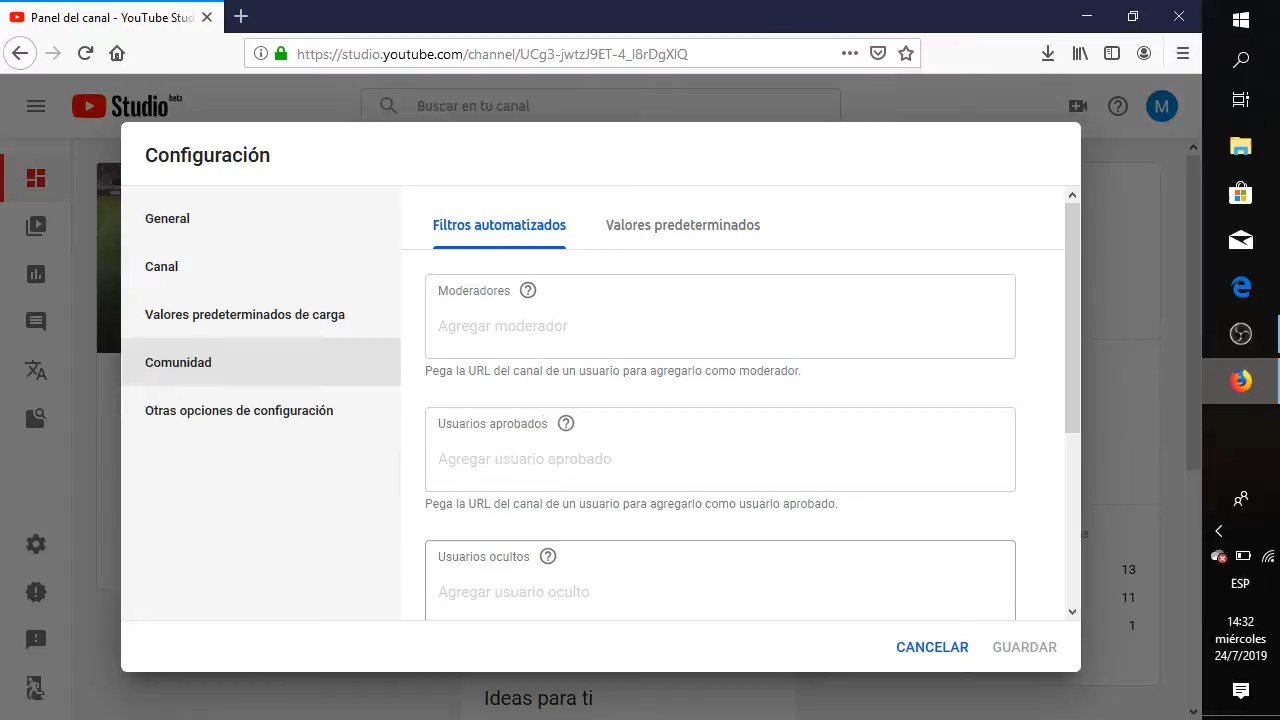 Panel del canal - YouTube Stud
https://studio.youtube.com/channel/UCg3-jwtzJ9ET-4_l8rDgXlQ
Studio beta
Buscar en tu canal
M
Configuración
General
Canal
Valores predeterminados de carga
Comunidad
Otras opciones de configuración
Filtros automatizados
Valores predeterminados
Moderadores
Agregar moderador
Pega la URL del canal de un usuario para agregarlo como moderador.
Usuarios aprobados
Agregar usuario aprobado
Pega la URL del canal de un usuario para agregarlo como usuario aprobado.
Usuarios ocultos
Agregar usuario oculto
CANCELAR
GUARDAR
13
11
1
Ideas para ti
ESP
14:32
miércoles
24/7/2019